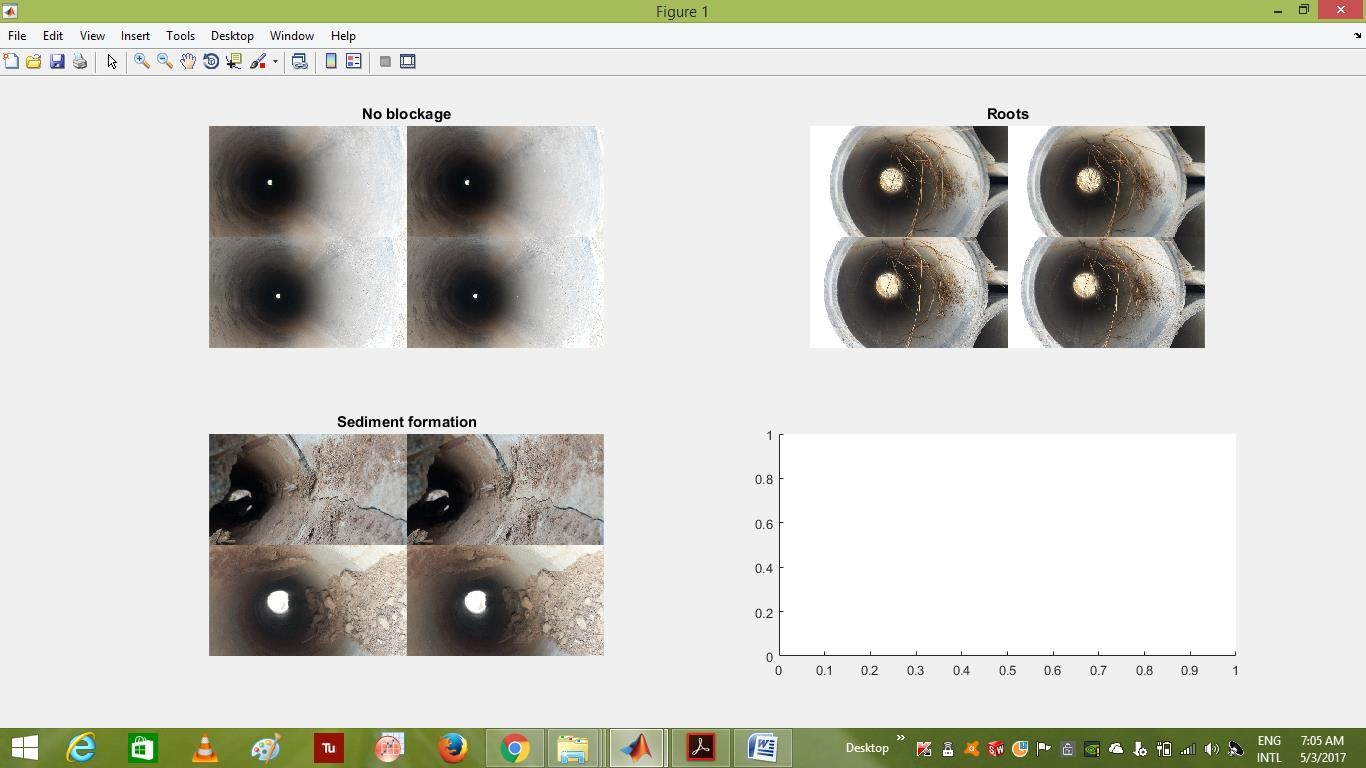 Figure 1
File Edit View Insert Tools Desktop Window Help
No blockage
Roots
Sediment formation
1
0.8
0.6
0.4
0.2
0
0 0.1 0.2 0.3 0.4 0.5 0.6 0.7 0.8 0.9 1
Tu
Desktop
ENG
INTL
7:05 AM
5/3/2017